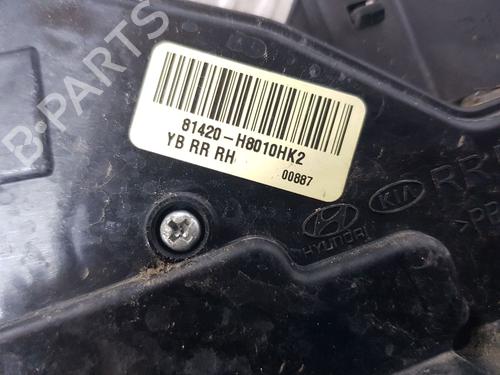 B-PARTS
81420-H8010HK2
YB RR RH
00887
HYUNDAI
KIA
RR